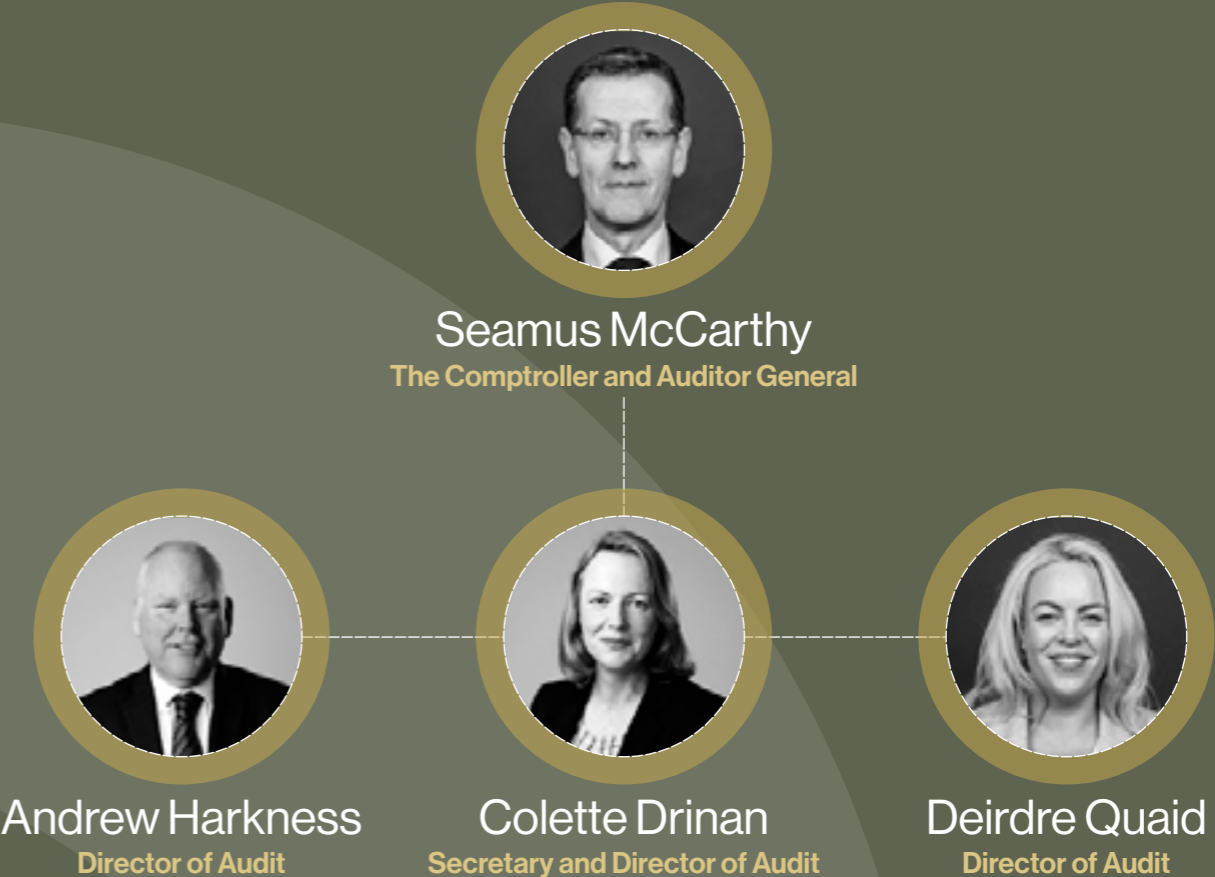 Seamus McCarthy
The Comptroller and Auditor General
Andrew Harkness
Director of Audit
Colette Drinan
Secretary and Director of Audit
Deirdre Quaid
Director of Audit